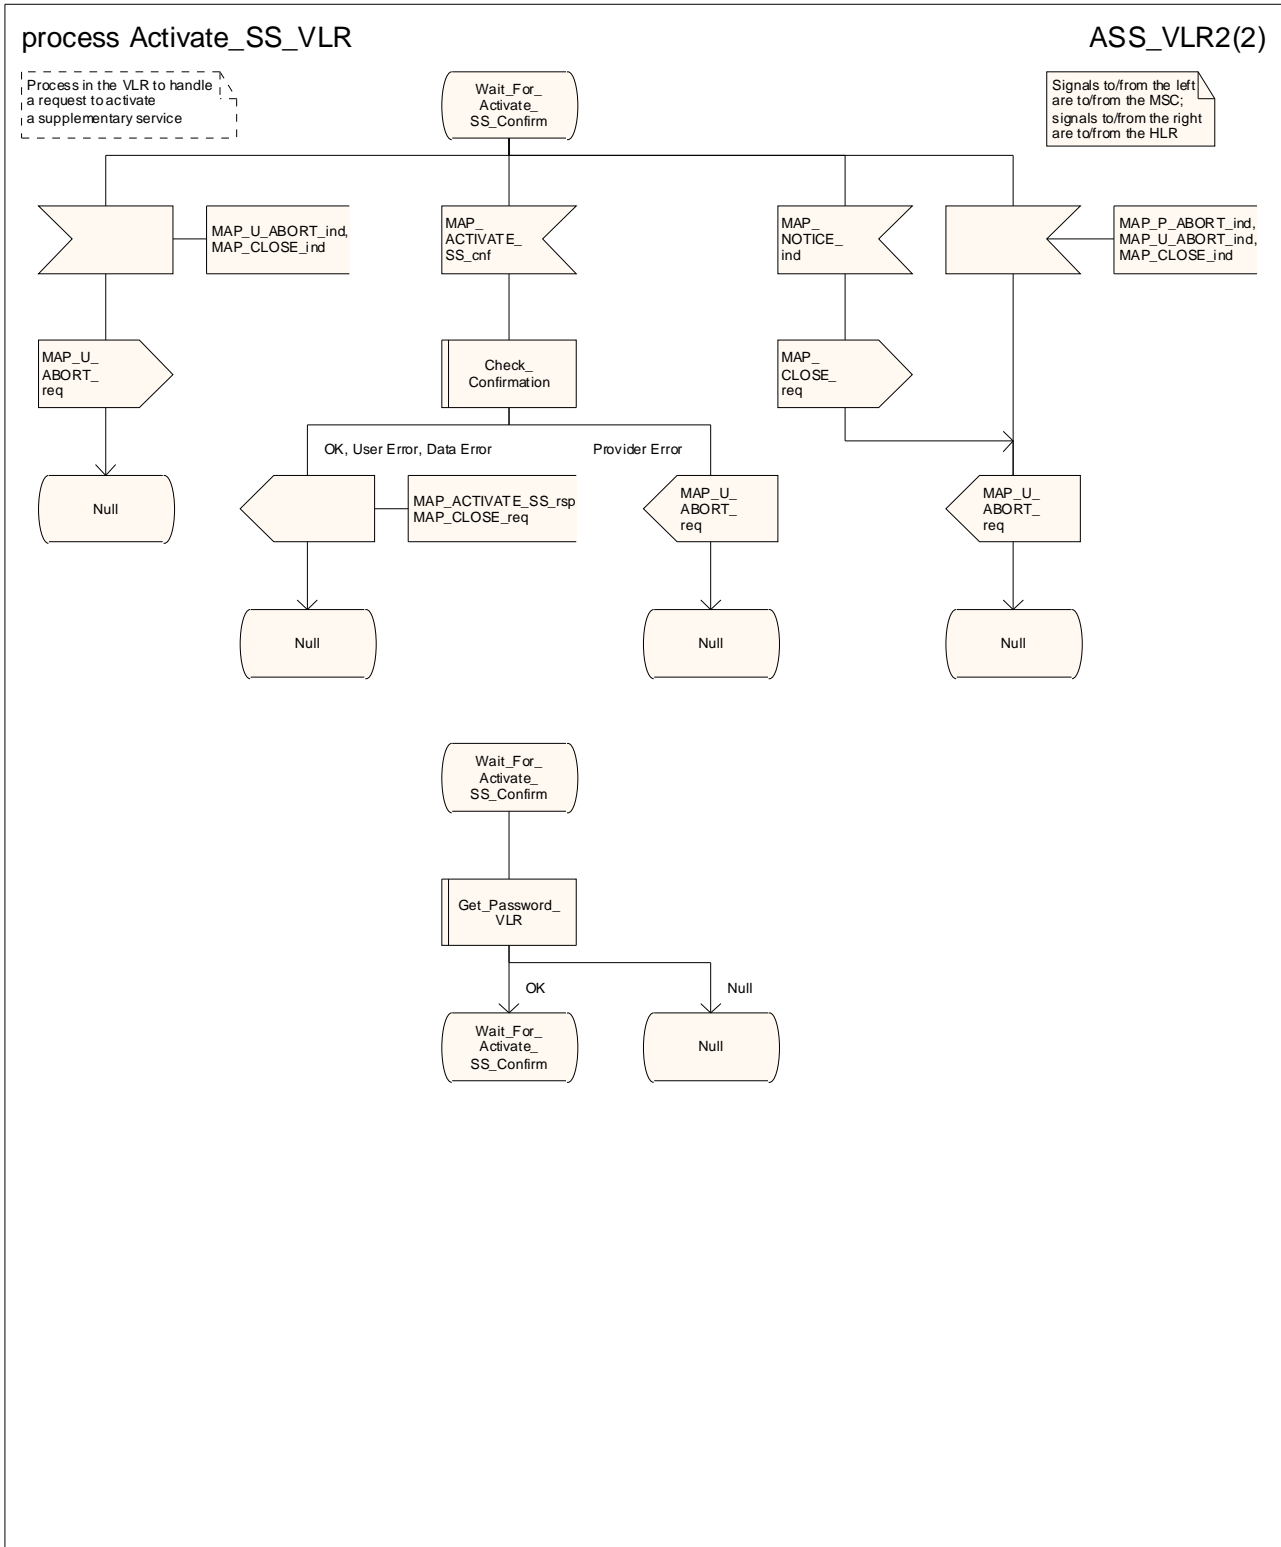 process Activate_SS_VLR
ASS_VLR2(2)
Process in the VLR to handle
a request to activate
a supplementary service
Wait_For_
Activate_
SS_Confirm
Signals to/from the left
are to/from the MSC;
signals to/from the right
are to/from the HLR
MAP_U_ABORT_ind,
MAP_CLOSE_ind
MAP_
ACTIVATE_
SS_cnf
MAP_
NOTICE_
ind
MAP_P_ABORT_ind,
MAP_U_ABORT_ind,
MAP_CLOSE_ind
MAP_U_
ABORT_
req
Check_
Confirmation
MAP_
CLOSE_
req
OK, User Error, Data Error
Provider Error
Null
MAP_ACTIVATE_SS_rsp
MAP_CLOSE_req
MAP_U_
ABORT_
req
MAP_U_
ABORT_
req
Null
Null
Null
Wait_For_
Activate_
SS_Confirm
Get_Password_
VLR
OK
Null
Wait_For_
Activate_
SS_Confirm
Null